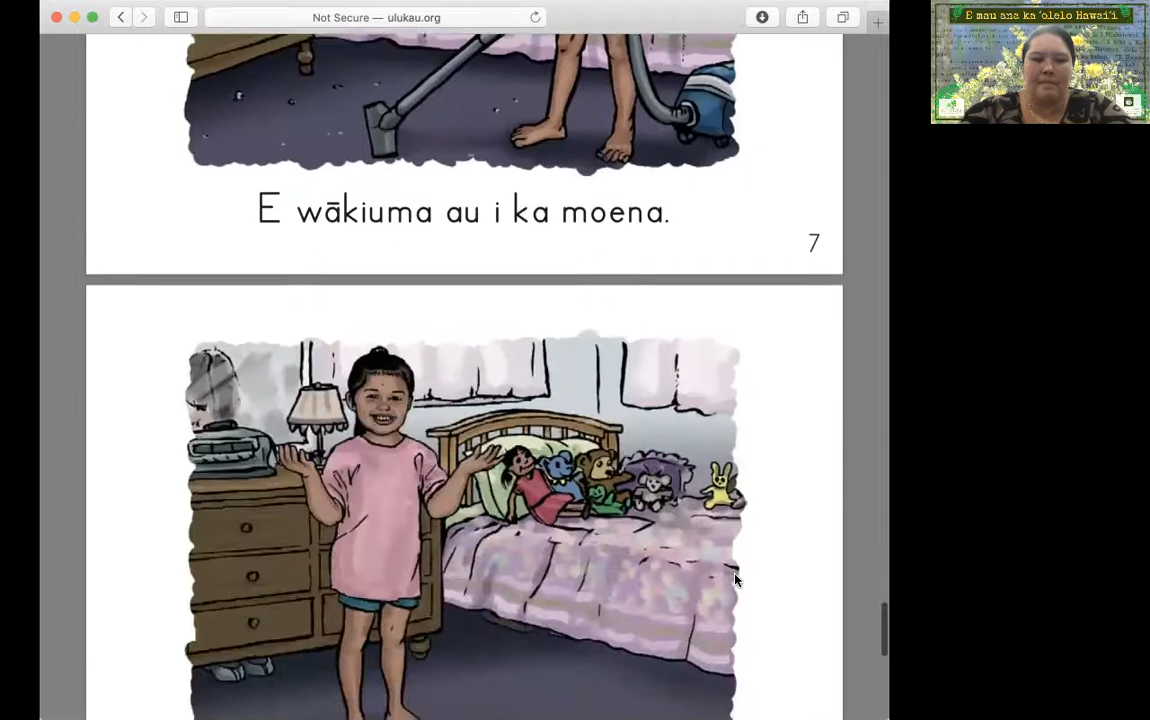 Not Secure — ulukau.org
E mau ana ka ʻōlelo Hawaiʻi
E wākiuma au i ka moena.
7